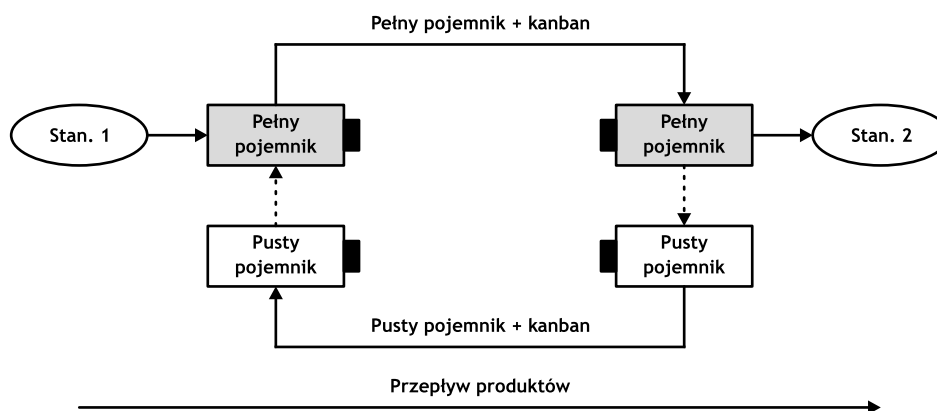 Pełny pojemnik + kanban
Stan. 1
Pełny
pojemnik
Pełny
pojemnik
Stan. 2
Pusty
pojemnik
Pusty
pojemnik
Pusty pojemnik + kanban
Przepływ produktów